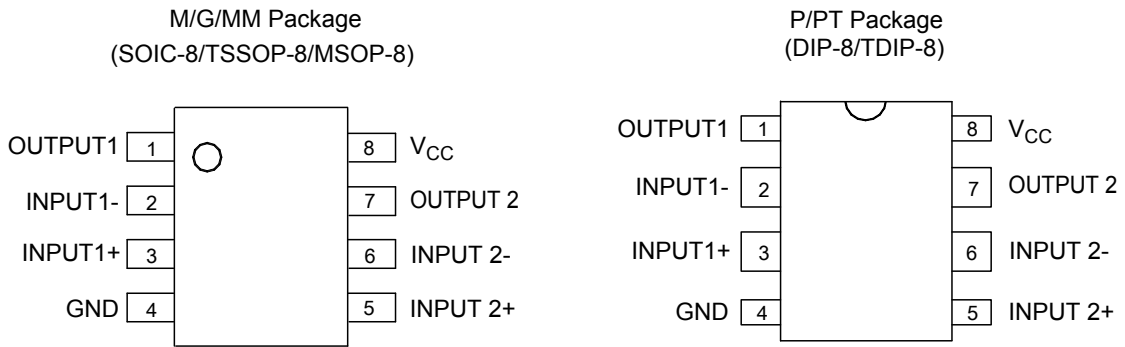 M/G/MM Package
(SOIC-8/TSSOP-8/MSOP-8)
OUTPUT1 1 8 VCC
INPUT1- 2 7 OUTPUT 2
INPUT1+ 3 6 INPUT 2-
GND 4 5 INPUT 2+
P/PT Package
(DIP-8/TDIP-8)
OUTPUT1 1 8 VCC
INPUT1- 2 7 OUTPUT 2
INPUT1+ 3 6 INPUT 2-
GND 4 5 INPUT 2+